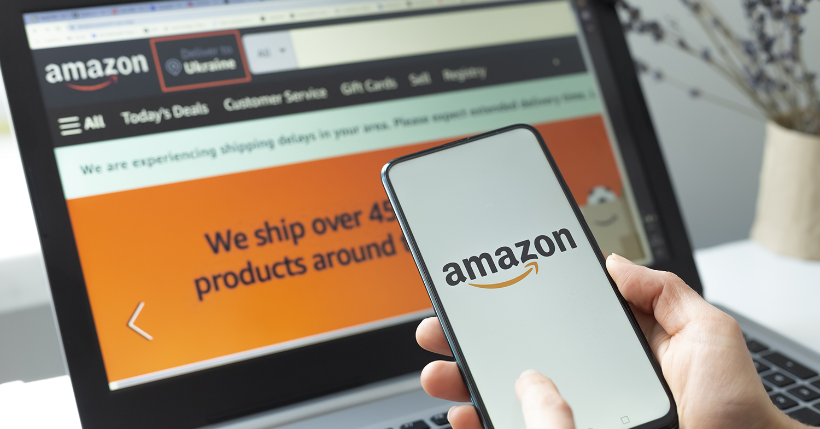 amazon
Deliver to
Ukraine
All
All Today's Deals Customer Service Gift Cards Sell Registry
We are experiencing shipping delays in your area. Please expect extended delivery time.
We ship over 45
products around
amazon